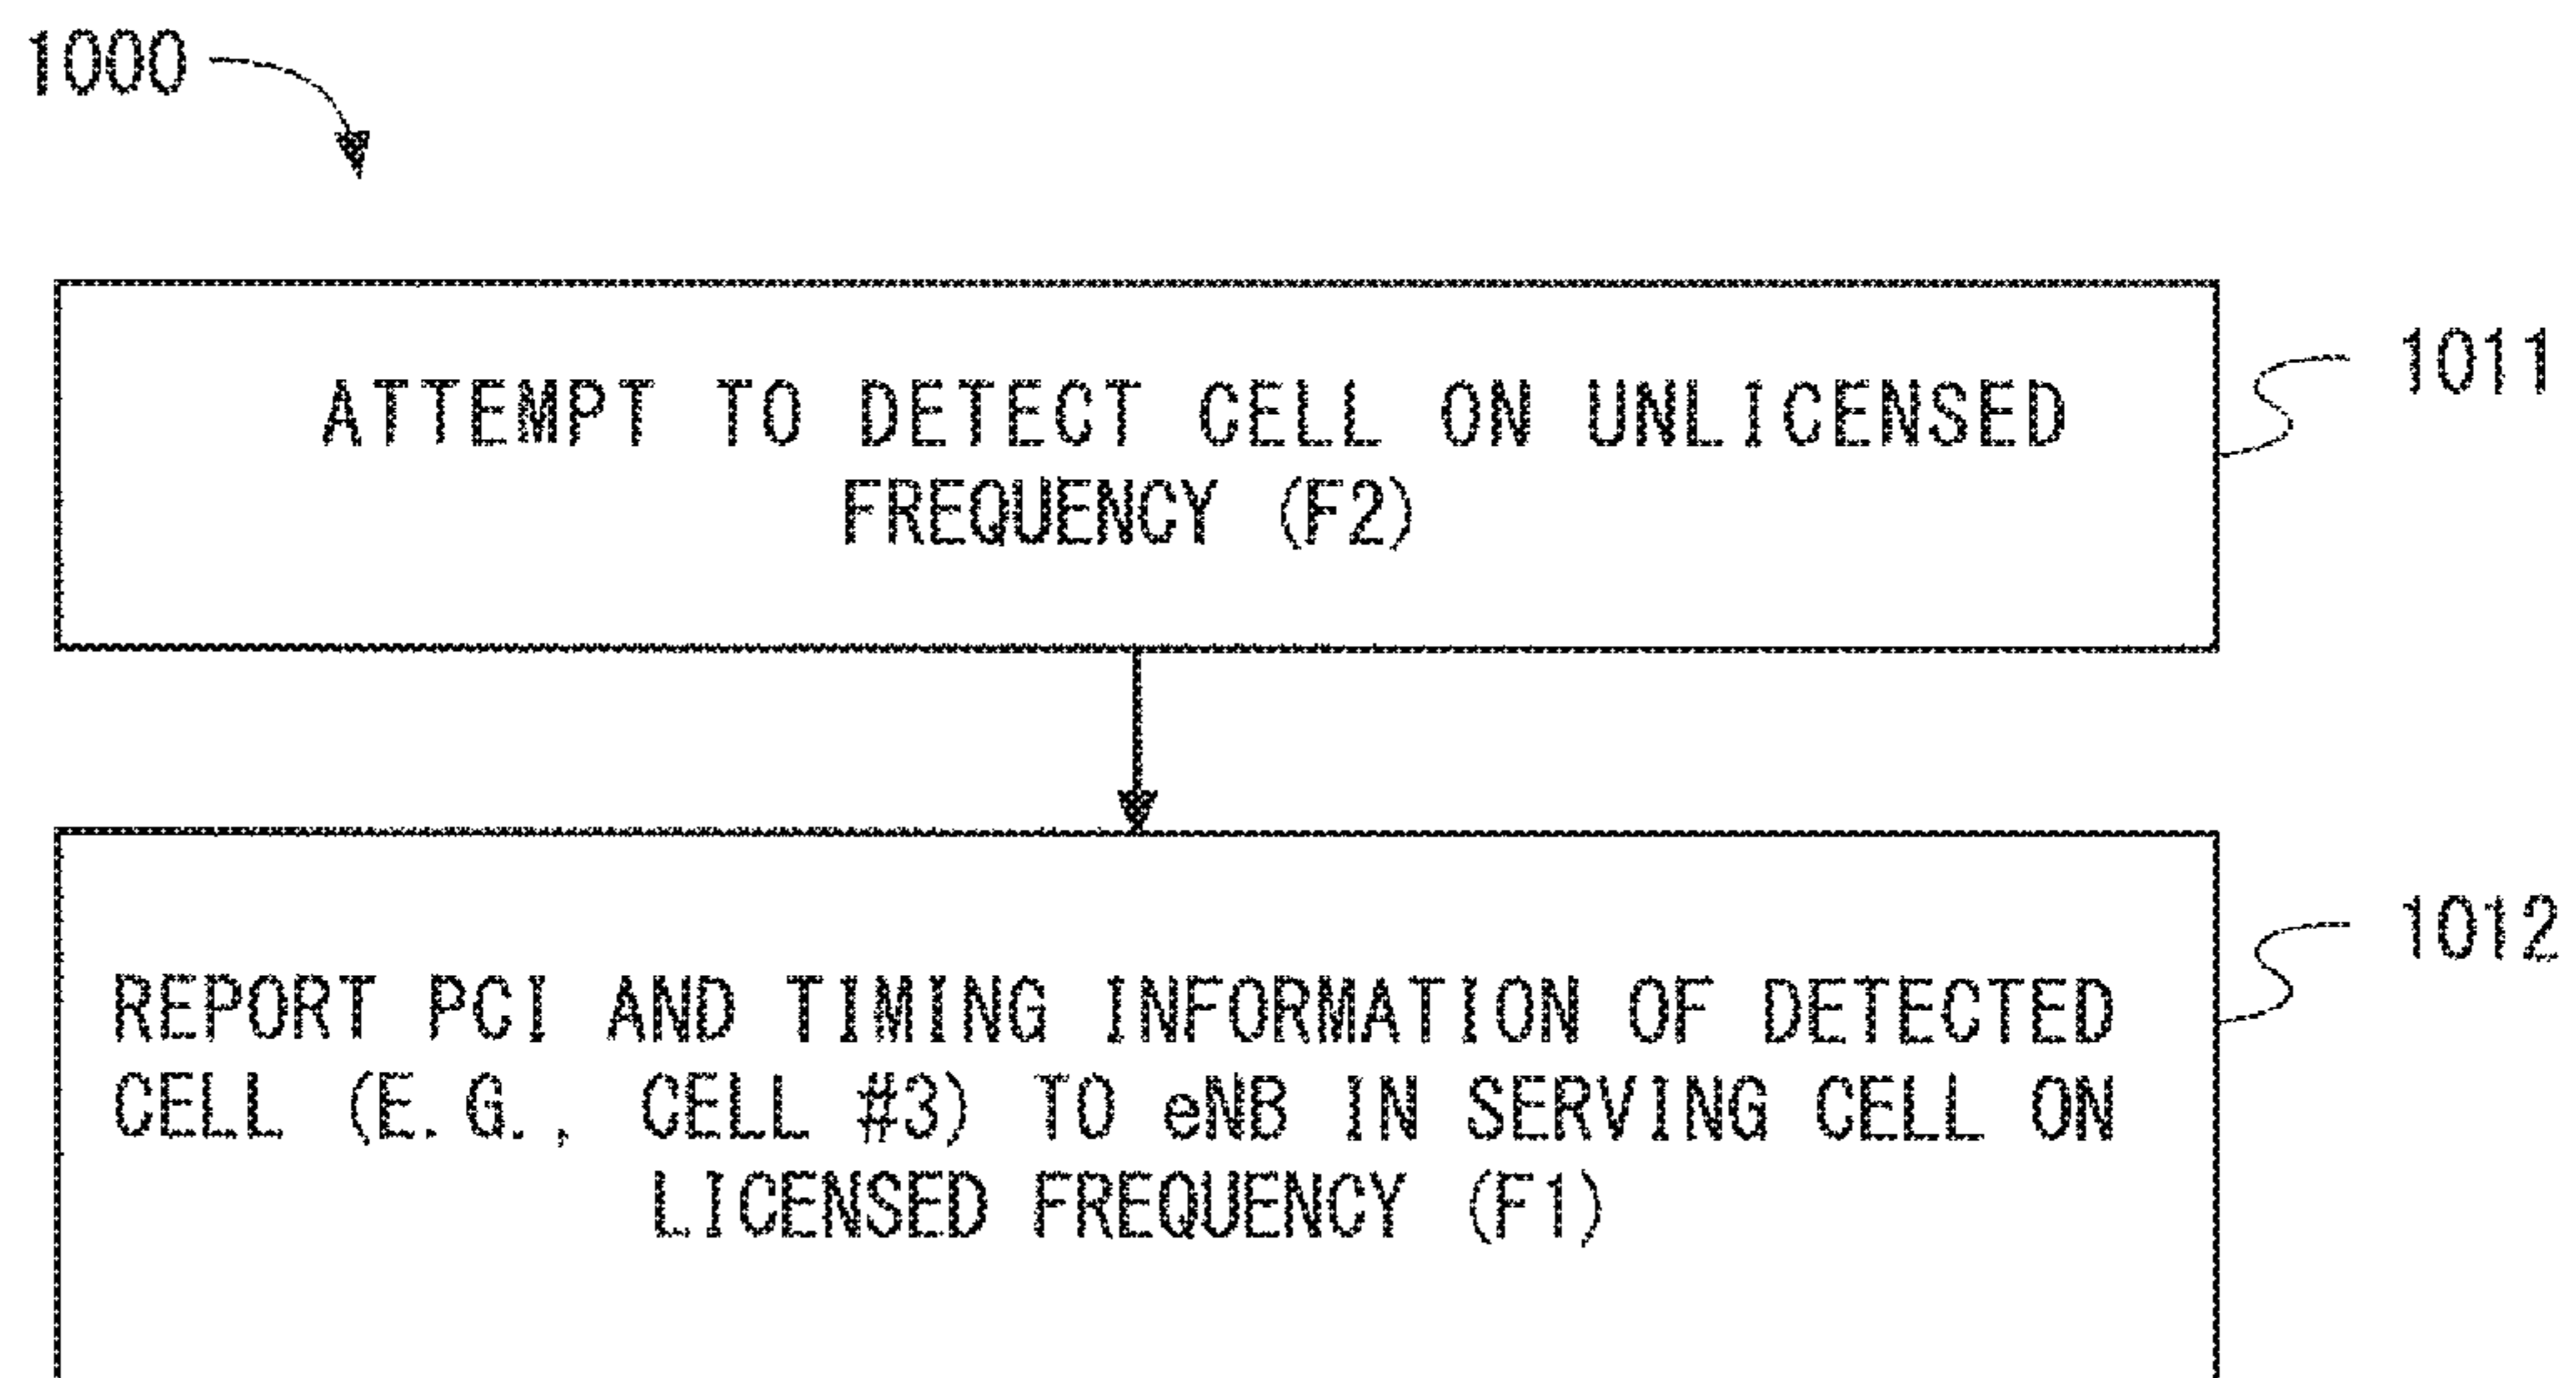 1000
ATTEMPT TO DETECT CELL ON UNLICENSED
FREQUENCY (F2)
1011
REPORT PCI AND TIMING INFORMATION OF DETECTED
CELL (E.G., CELL #3) TO eNB IN SERVING CELL ON
LICENSED FREQUENCY (F1)
1012